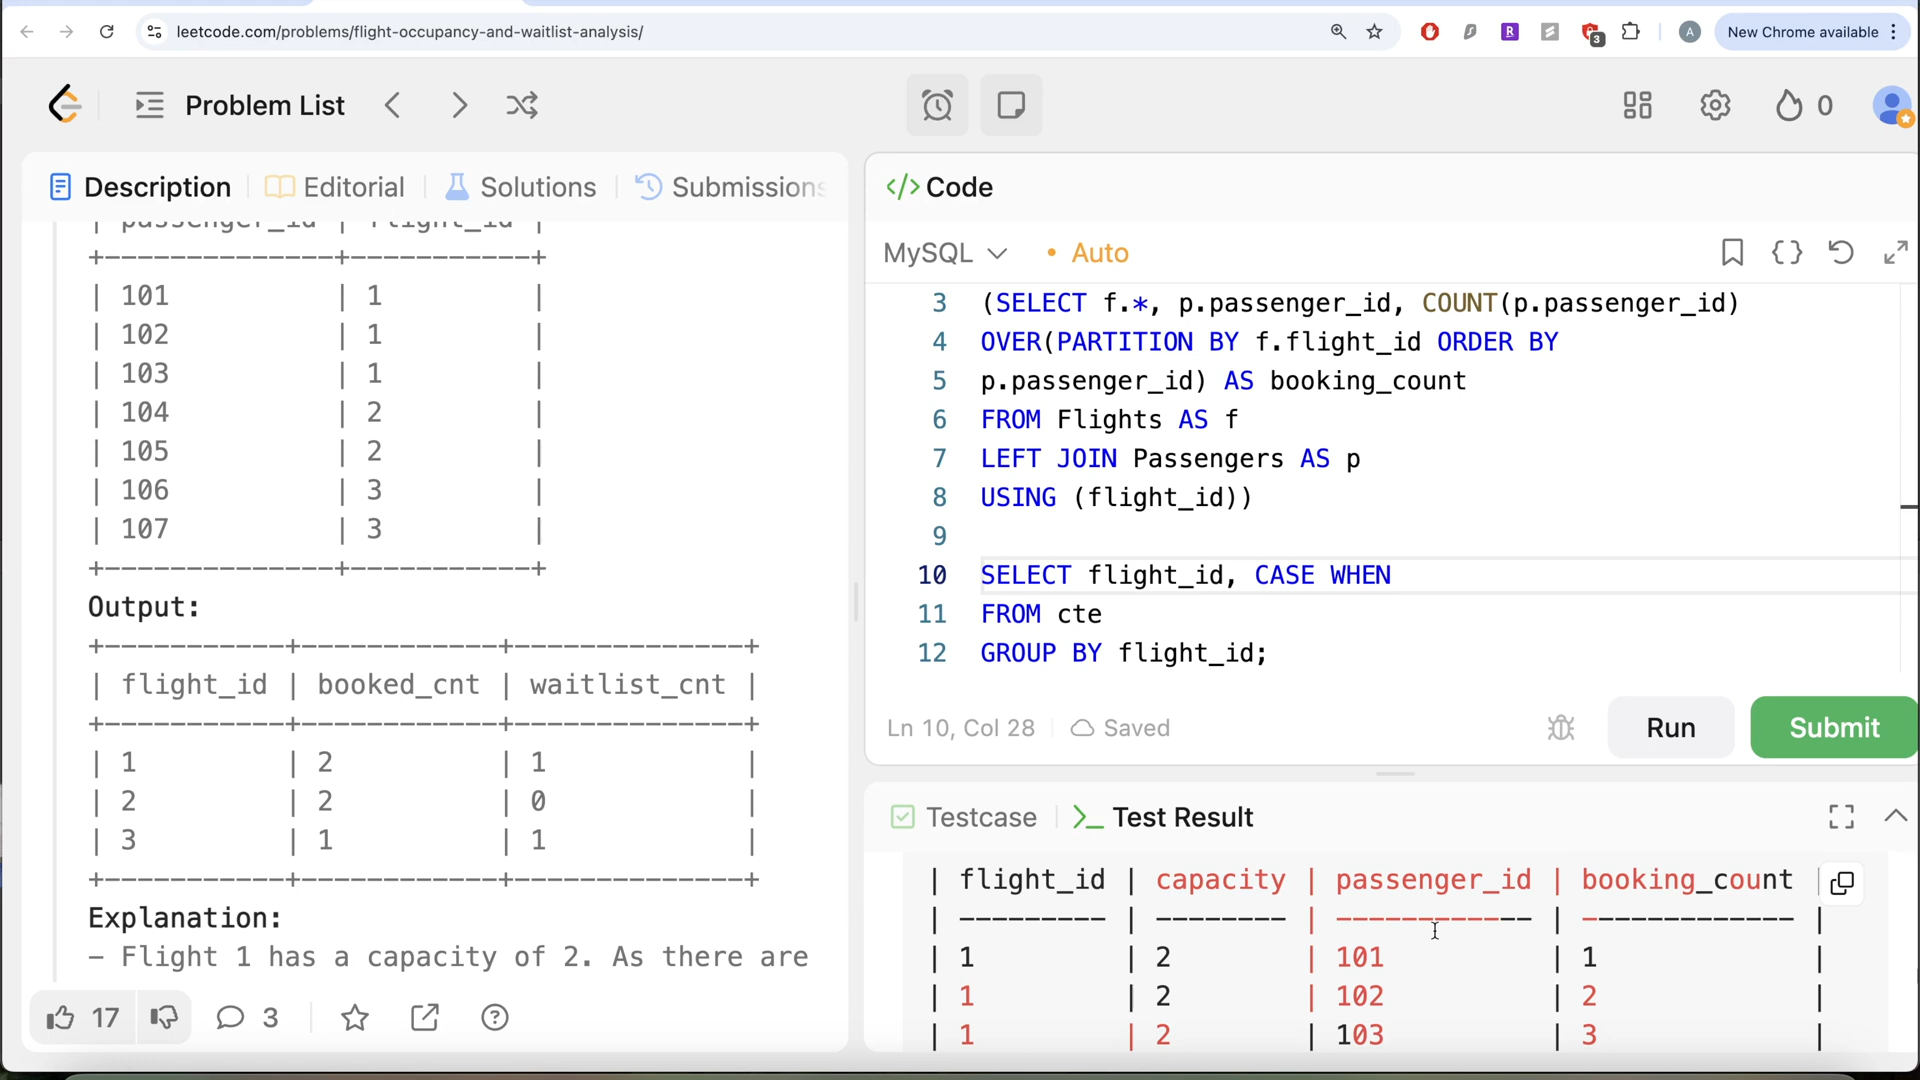 leetcode.com/problems/flight-occupancy-and-waitlist-analysis/
3
A
New Chrome available
Problem List
0
Description
Editorial
Solutions
Submissions
| passenger_id | flight_id |
+---------------+-----------+
| 101 | 1 |
| 102 | 1 |
| 103 | 1 |
| 104 | 2 |
| 105 | 2 |
| 106 | 3 |
| 107 | 3 |
+---------------+-----------+
Output:
+-----------+------------+--------------+
| flight_id | booked_cnt | waitlist_cnt |
+-----------+------------+--------------+
| 1 | 2 | 1 |
| 2 | 2 | 0 |
| 3 | 1 | 1 |
+-----------+------------+--------------+
Explanation:
- Flight 1 has a capacity of 2. As there are
17
3
</> Code
MySQL
• Auto
3 (SELECT f.*, p.passenger_id, COUNT(p.passenger_id)
4 OVER(PARTITION BY f.flight_id ORDER BY
5 p.passenger_id) AS booking_count
6 FROM Flights AS f
7 LEFT JOIN Passengers AS p
8 USING (flight_id))
9
10 SELECT flight_id, CASE WHEN
11 FROM cte
12 GROUP BY flight_id;
Ln 10, Col 28
Saved
Run
Submit
Testcase
>_ Test Result
| flight_id | capacity | passenger_id | booking_count |
| --------- | -------- | ------------ | ------------- |
| 1 | 2 | 101 | 1 |
| 1 | 2 | 102 | 2 |
| 1 | 2 | 103 | 3 |